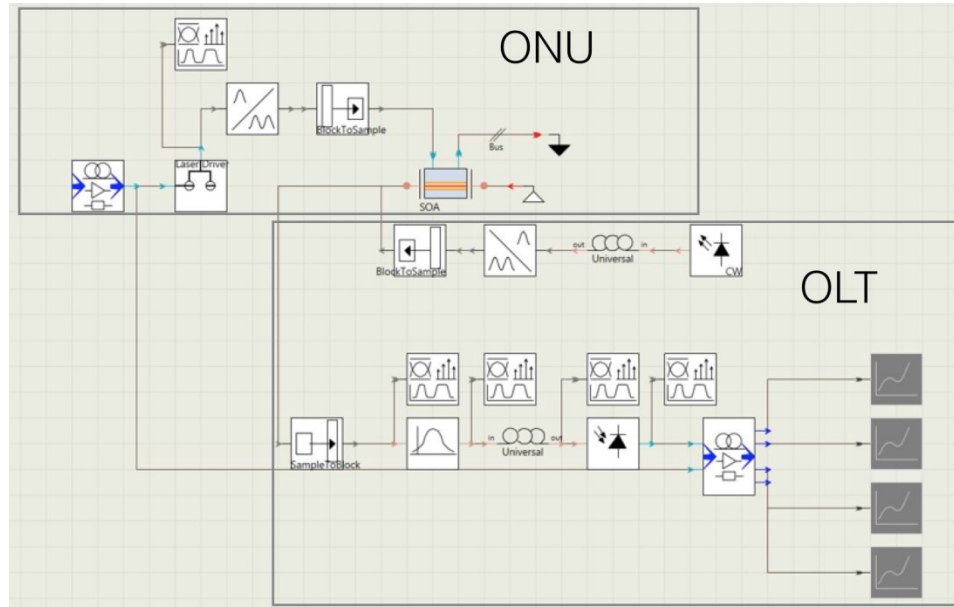 ONU
BlockToSample
Bus
Laser Driver
SOA
out
in
Universal
BlockToSample
CW
OLT
in
out
Universal
SampleToBlock